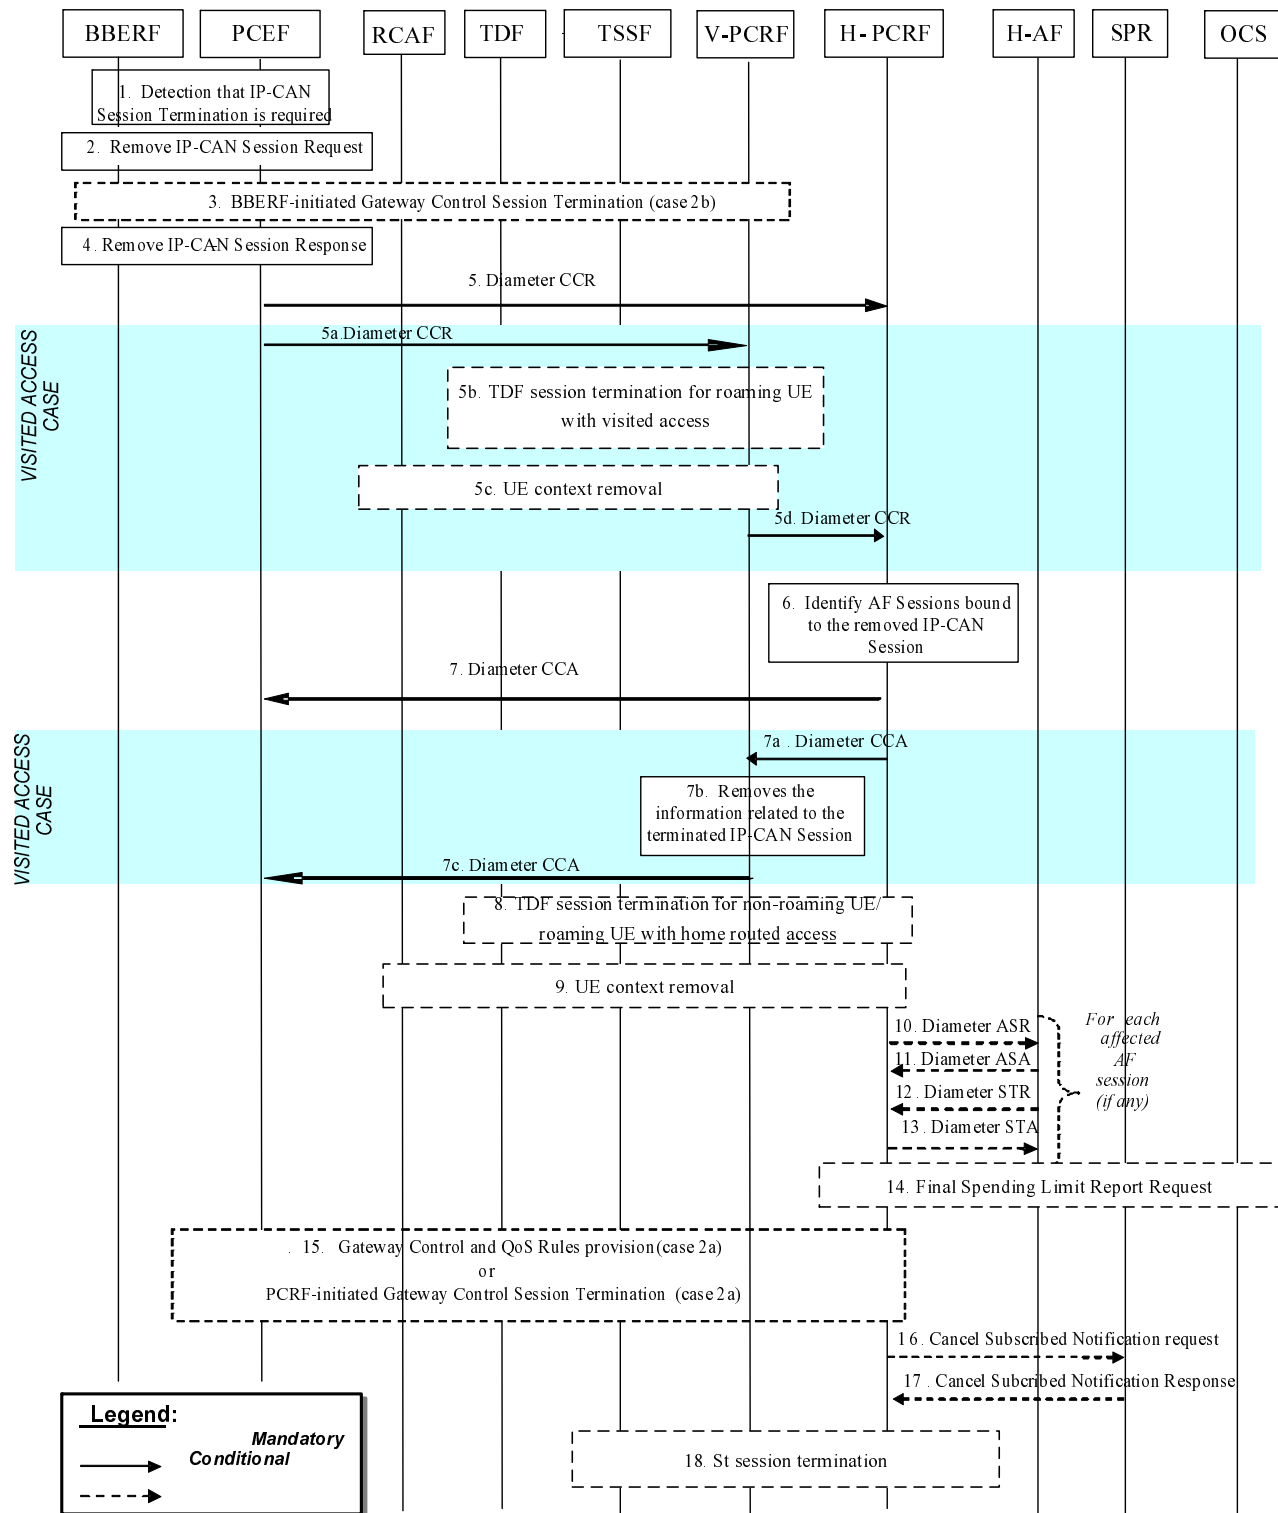 BBERF PCEF RCAF TDF TSSF V-PCRF H-PCRF H-AF SPR OCS
1. Detection that IP-CAN
Session Termination is required
2. Remove IP-CAN Session Request
3. BBERF-initiated Gateway Control Session Termination (case 2b)
4. Remove IP-CAN Session Response
5. Diameter CCR
VISITED ACCESS
CASE
5a.Diameter CCR
5b. TDF session termination for roaming UE
with visited access
5c. UE context removal
5d. Diameter CCR
6. Identify AF Sessions bound
to the removed IP-CAN
Session
7. Diameter CCA
VISITED ACCESS
CASE
7a. Diameter CCA
7b. Removes the
information related to the
terminated IP-CAN Session
7c. Diameter CCA
8. TDF session termination for non-roaming UE/
roaming UE with home routed access
9. UE context removal
10. Diameter ASR
11. Diameter ASA
12. Diameter STR
13. Diameter STA
For each
affected
AF
session
(if any)
14. Final Spending Limit Report Request
. 15. Gateway Control and QoS Rules provision (case 2a)
or
PCRF-initiated Gateway Control Session Termination (case 2a)
16. Cancel Subscribed Notification request
17. Cancel Subcribed Notification Response
18. St session termination
Legend:
Mandatory
Conditional